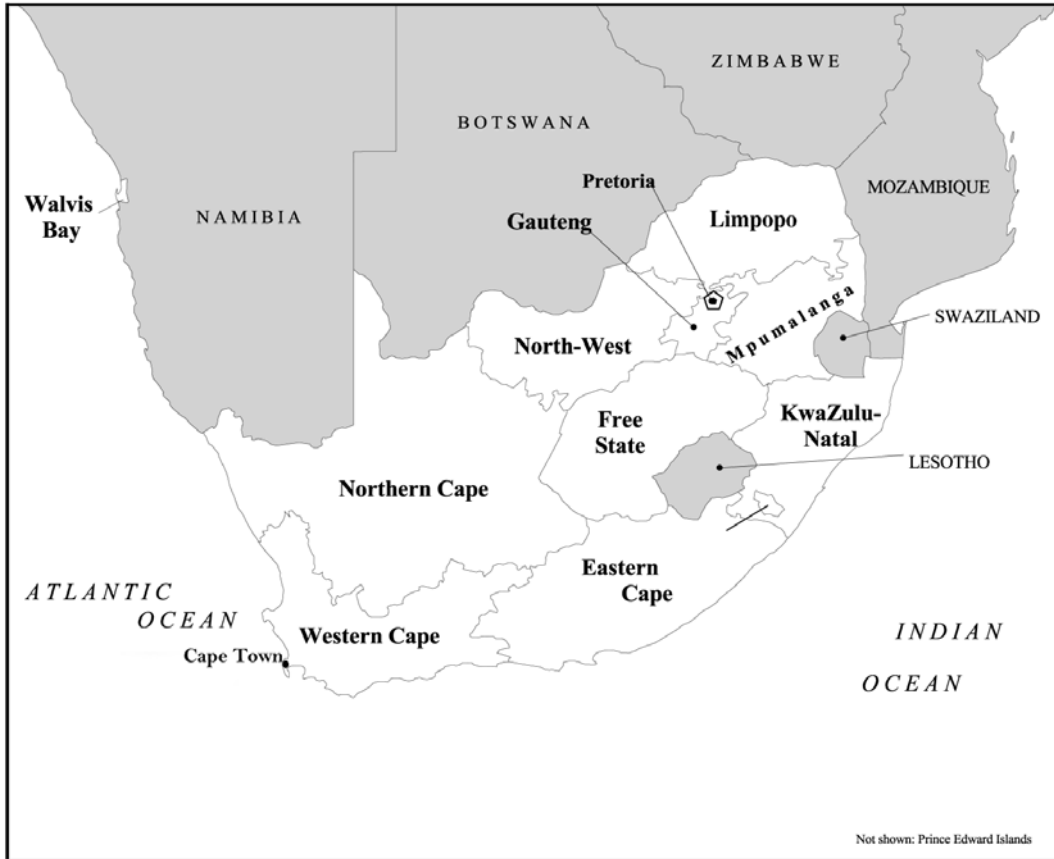 ZIMBABWE
BOTSWANA
Pretoria
MOZAMBIQUE
Walvis
Bay
NAMIBIA
Gauteng
Limpopo
Mpumalanga
SWAZILAND
North-West
KwaZulu-
Natal
Free
State
LESOTHO
Northern Cape
Eastern
Cape
ATLANTIC
OCEAN
Western Cape
INDIAN
OCEAN
Cape Town
Not shown: Prince Edward Islands